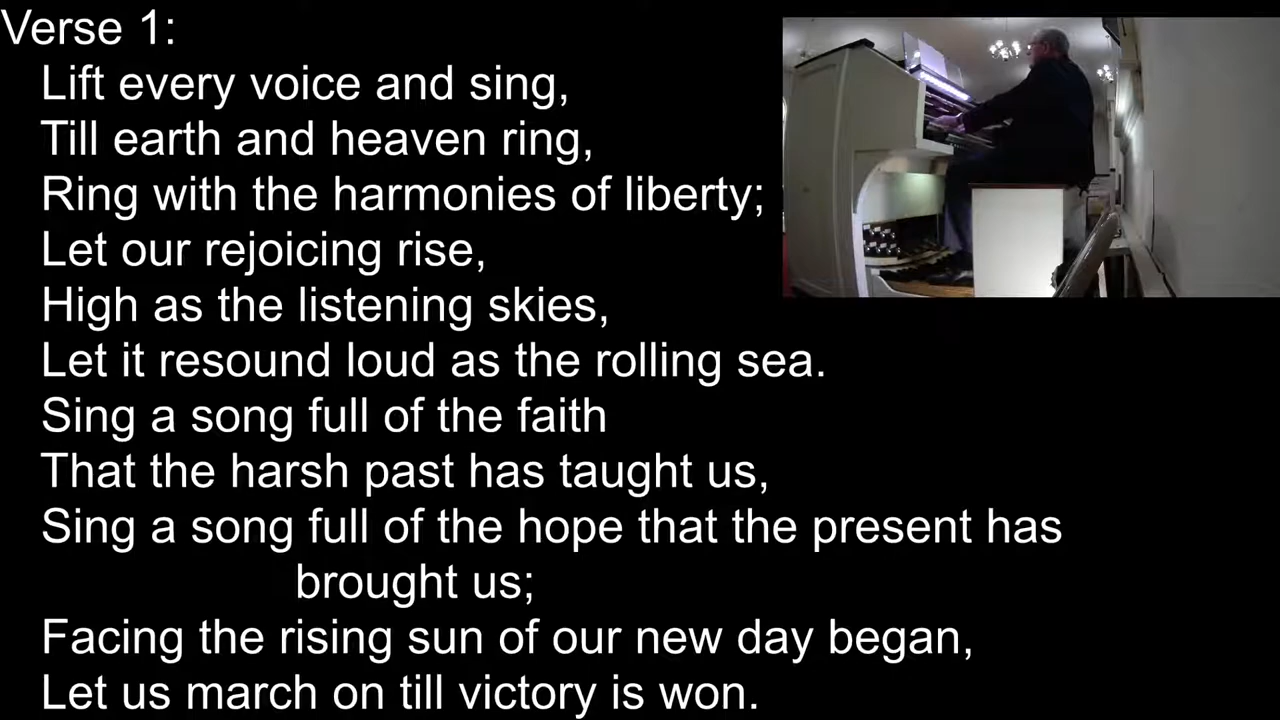 Verse 1:
Lift every voice and sing,
Till earth and heaven ring,
Ring with the harmonies of liberty;
Let our rejoicing rise,
High as the listening skies,
Let it resound loud as the rolling sea.
Sing a song full of the faith
That the harsh past has taught us,
Sing a song full of the hope that the present has
brought us;
Facing the rising sun of our new day began,
Let us march on till victory is won.